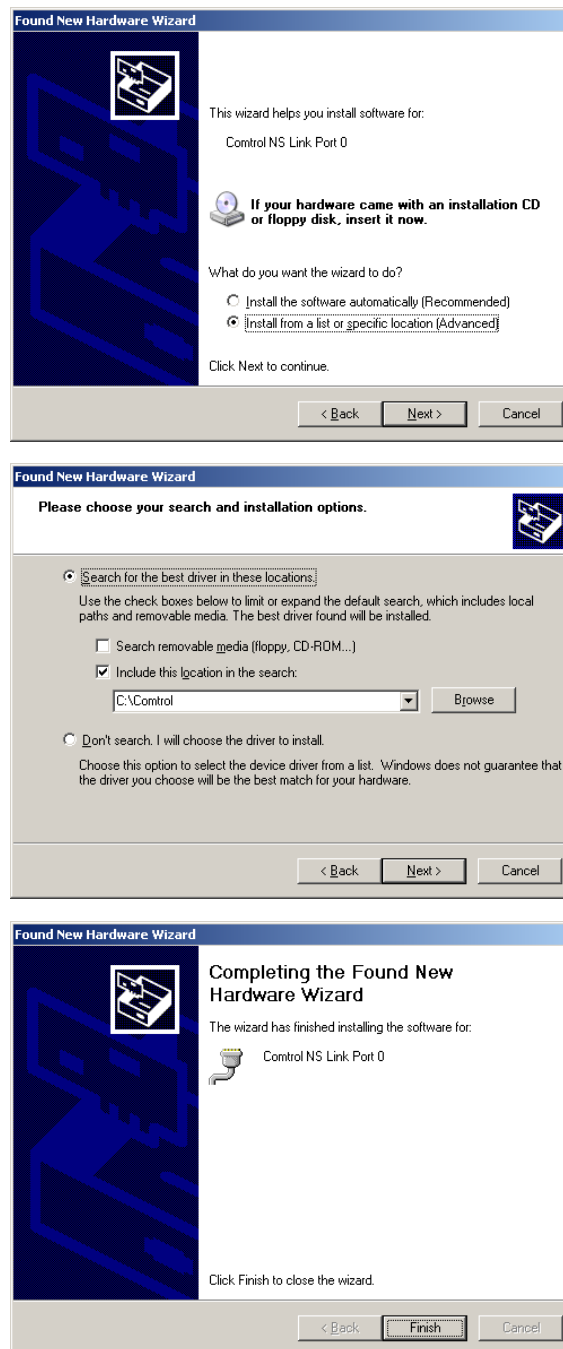 Found New Hardware Wizard
This wizard helps you install software for:
Comtrol NS Link Port 0
If your hardware came with an installation CD
or floppy disk, insert it now.
What do you want the wizard to do?
Install the software automatically (Recommended)
Install from a list or specific location (Advanced)
Click Next to continue.
< Back Next > Cancel
Found New Hardware Wizard
Please choose your search and installation options.
Search for the best driver in these locations.
Use the check boxes below to limit or expand the default search, which includes local
paths and removable media. The best driver found will be installed.
Search removable media (floppy, CD-ROM...)
Include this location in the search:
C:\Comtrol Browse
Don't search. I will choose the driver to install.
Choose this option to select the device driver from a list. Windows does not guarantee that
the driver you choose will be the best match for your hardware.
< Back Next > Cancel
Found New Hardware Wizard
Completing the Found New
Hardware Wizard
The wizard has finished installing the software for:
Comtrol NS Link Port 0
Click Finish to close the wizard.
< Back Finish Cancel